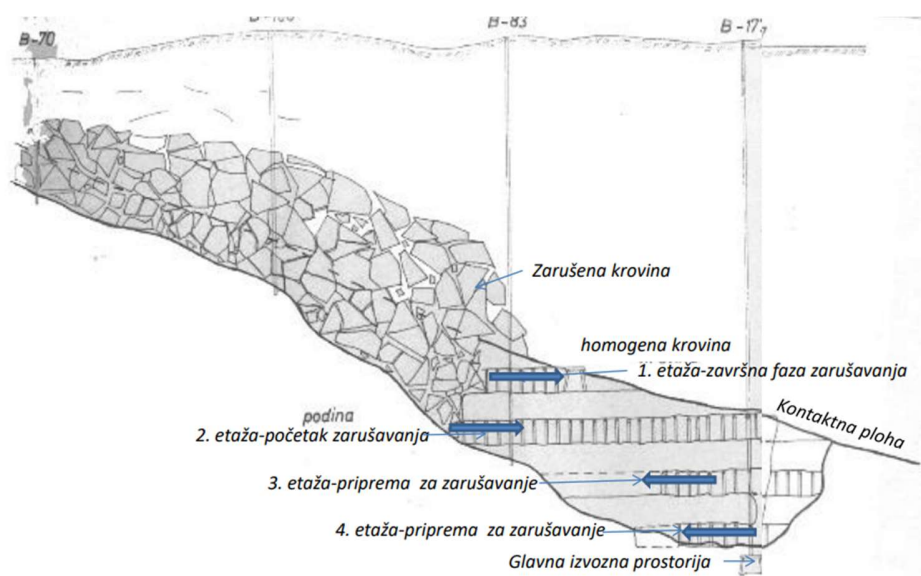 B-70
B-83
Zarušena krovina
homogena krovina
1. etaža-završna faza zarušavanja
podina
Kontaktna ploha
2. etaža-početak zarušavanja
3. etaža-priprema za zarušavanje
4. etaža-priprema za zarušavanje
Glavna izvozna prostorija